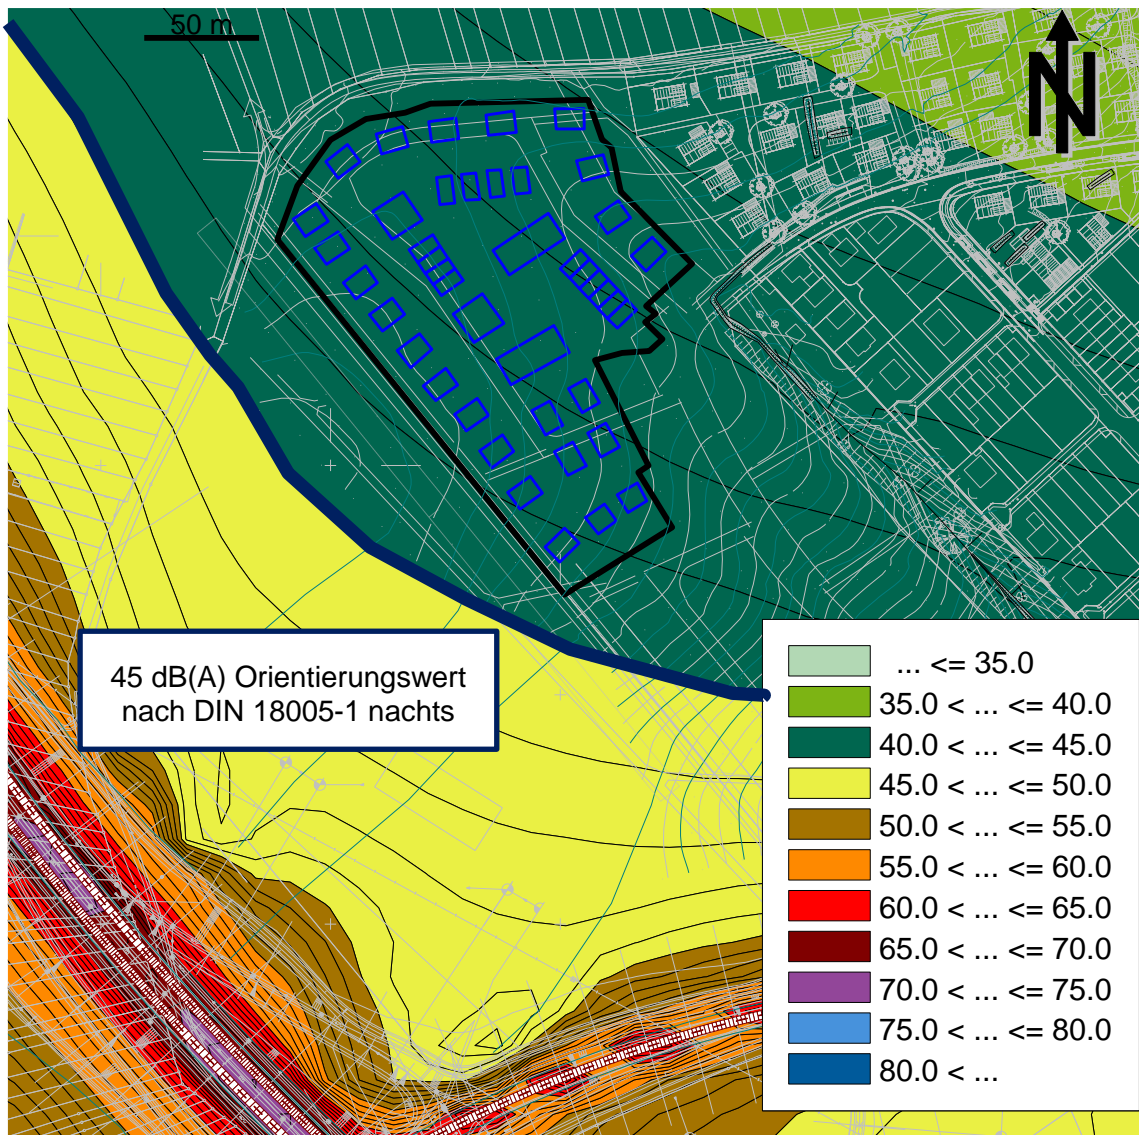 50 m
N
45 dB(A) Orientierungswert
nach DIN 18005-1 nachts
... <= 35.0
35.0 < ... <= 40.0
40.0 < ... <= 45.0
45.0 < ... <= 50.0
50.0 < ... <= 55.0
55.0 < ... <= 60.0
60.0 < ... <= 65.0
65.0 < ... <= 70.0
70.0 < ... <= 75.0
75.0 < ... <= 80.0
80.0 < ...